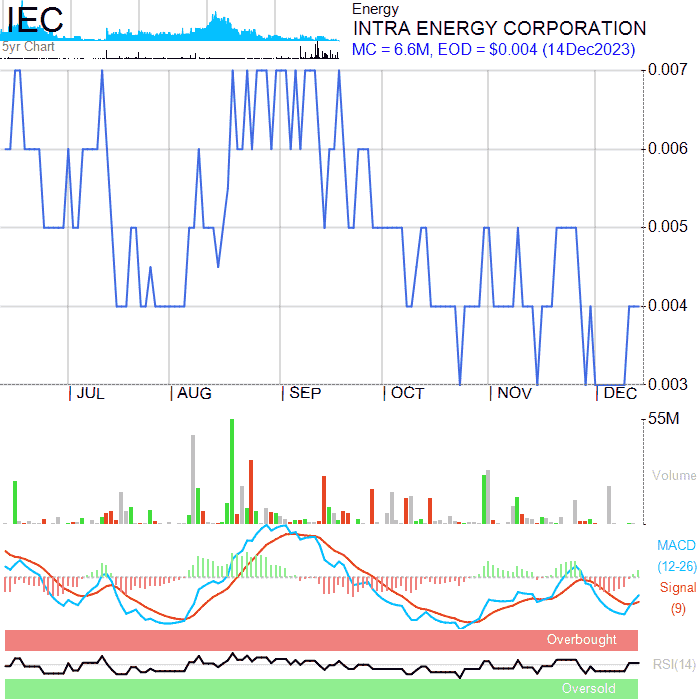 IEC
5yr Chart
Energy
INTRA ENERGY CORPORATION
MC = 6.6M, EOD = $0.004 (14Dec2023)
0.007
0.006
0.005
0.004
0.003
JUL AUG SEP OCT NOV DEC
55M
Volume
MACD
(12-26)
Signal
(9)
Overbought
RSI(14)
Oversold